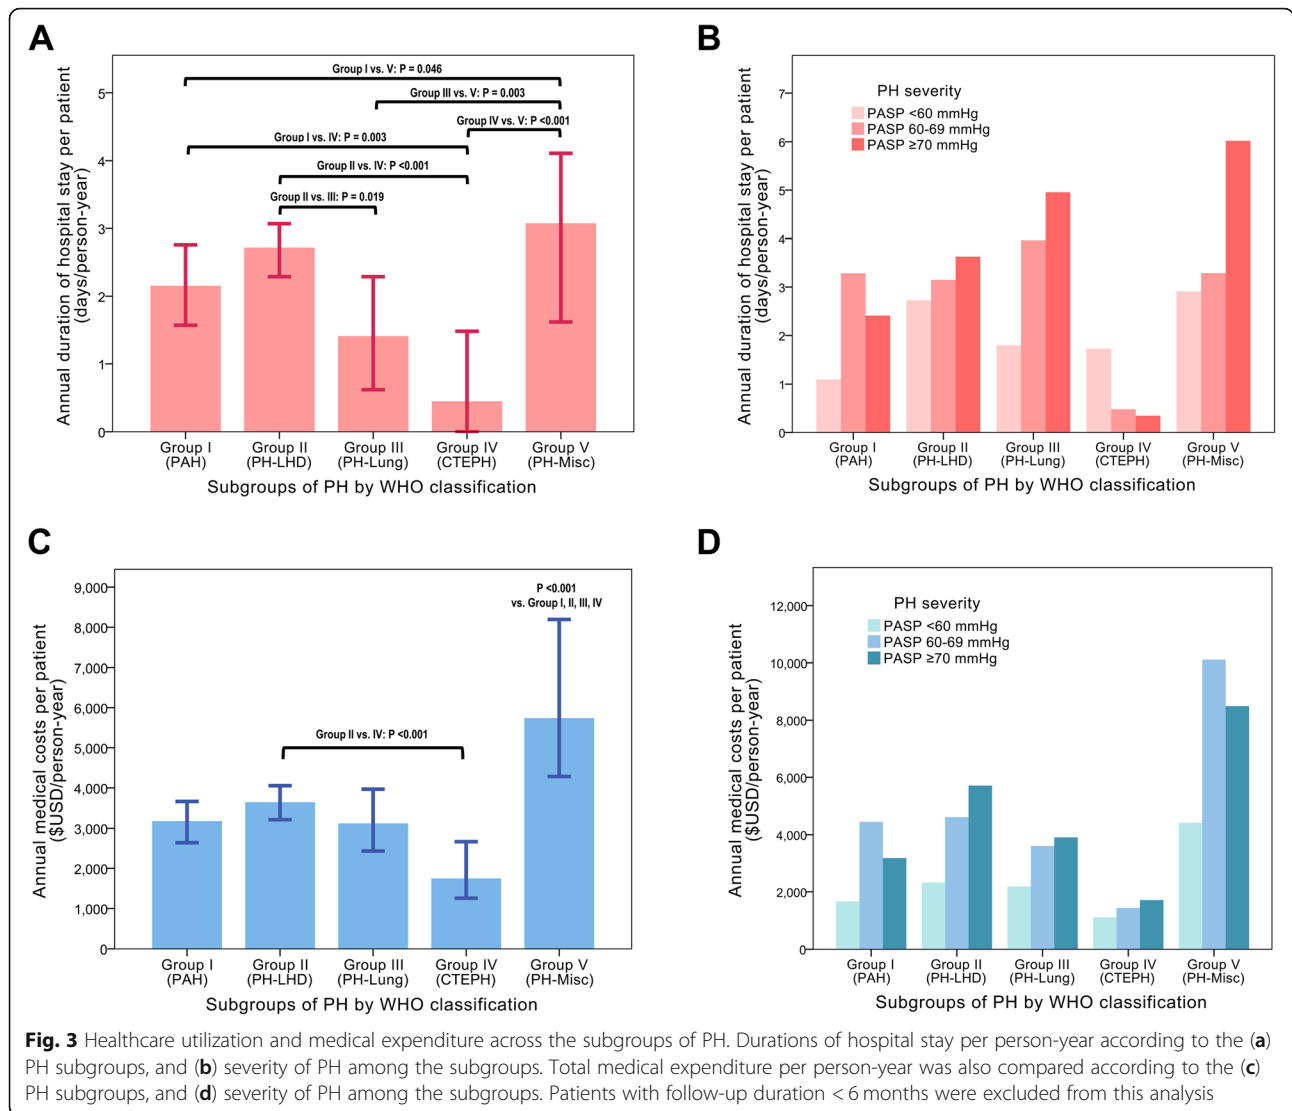 A
Annual duration of hospital stay per patient
(days/person-year)
5
4
3
2
1
0
Group I vs. V: P = 0.046
Group III vs. V: P = 0.003
Group IV vs. V: P <0.001
Group I vs. IV: P = 0.003
Group II vs. IV: P <0.001
Group II vs. III: P = 0.019
Group I
(PAH)
Group II
(PH-LHD)
Group III
(PH-Lung)
Group IV
(CTEPH)
Group V
(PH-Misc)
Subgroups of PH by WHO classification
B
Annual duration of hospital stay per patient
(days/person-year)
7
6
5
4
3
2
1
0
PH severity
PASP <60 mmHg
PASP 60-69 mmHg
PASP ≥70 mmHg
Group I
(PAH)
Group II
(PH-LHD)
Group III
(PH-Lung)
Group IV
(CTEPH)
Group V
(PH-Misc)
Subgroups of PH by WHO classification
C
Annual medical costs per patient
($USD/person-year)
9,000
8,000
7,000
6,000
5,000
4,000
3,000
2,000
1,000
0
P <0.001
vs. Group I, II, III, IV
Group II vs. IV: P <0.001
Group I
(PAH)
Group II
(PH-LHD)
Group III
(PH-Lung)
Group IV
(CTEPH)
Group V
(PH-Misc)
Subgroups of PH by WHO classification
D
Annual medical costs per patient
($USD/person-year)
12,000
10,000
8,000
6,000
4,000
2,000
0
PH severity
PASP <60 mmHg
PASP 60-69 mmHg
PASP ≥70 mmHg
Group I
(PAH)
Group II
(PH-LHD)
Group III
(PH-Lung)
Group IV
(CTEPH)
Group V
(PH-Misc)
Subgroups of PH by WHO classification
Fig. 3 Healthcare utilization and medical expenditure across the subgroups of PH. Durations of hospital stay per person-year according to the (a)
PH subgroups, and (b) severity of PH among the subgroups. Total medical expenditure per person-year was also compared according to the (c)
PH subgroups, and (d) severity of PH among the subgroups. Patients with follow-up duration < 6 months were excluded from this analysis